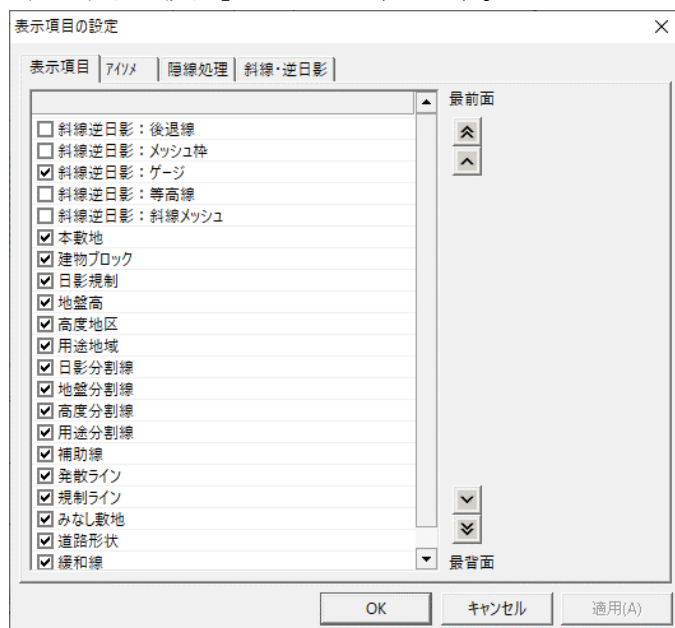 表示項目の設定
表示項目 アイソメ 隠線処理 斜線・逆日影
最前面
斜線逆日影：後退線
斜線逆日影：メッシュ枠
斜線逆日影：ゲージ
斜線逆日影：等高線
斜線逆日影：斜線メッシュ
本敷地
建物ブロック
日影規制
地盤高
高度地区
用途地域
日影分割線
地盤分割線
高度分割線
用途分割線
補助線
発散ライン
規制ライン
みなし敷地
道路形状
緩和線
最背面
OK キャンセル 適用(A)